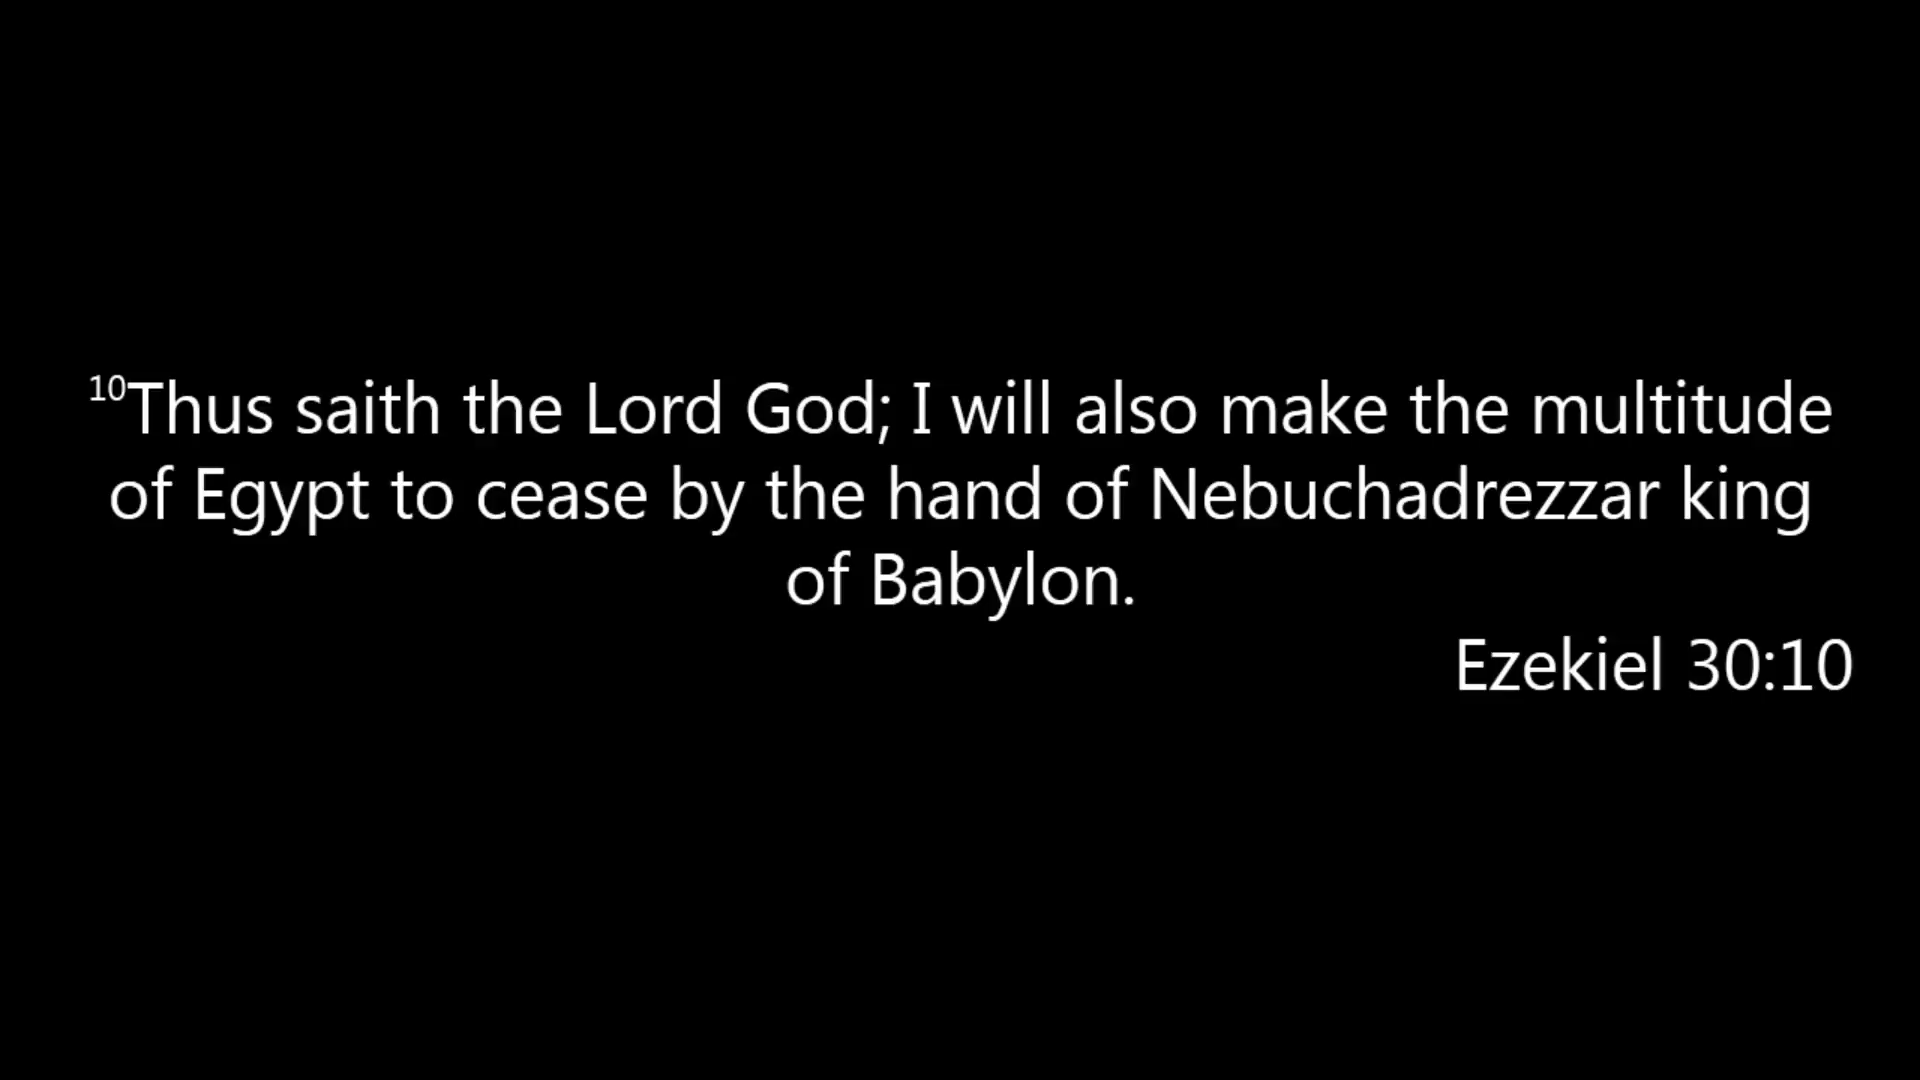 10Thus saith the Lord God; I will also make the multitude
of Egypt to cease by the hand of Nebuchadrezzar king
of Babylon.
Ezekiel 30:10